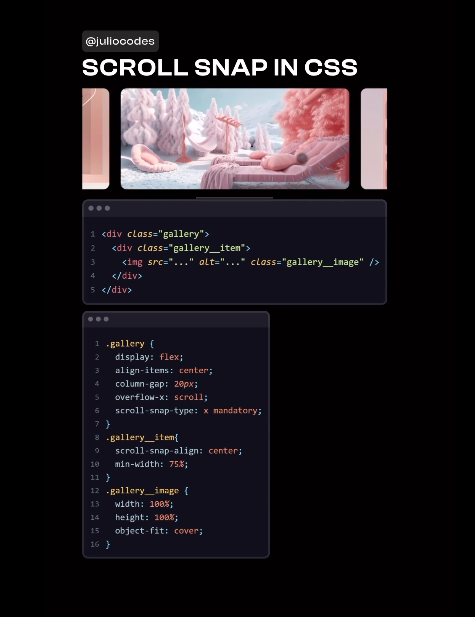 @juliocodes
SCROLL SNAP IN CSS
1 <div class="gallery">
2 <div class="gallery__item">
3 <img src="..." alt="..." class="gallery__image" />
4 </div>
5 </div>
1 .gallery {
2 display: flex;
3 align-items: center;
4 column-gap: 20px;
5 overflow-x: scroll;
6 scroll-snap-type: x mandatory;
7 }
8 .gallery__item{
9 scroll-snap-align: center;
10 min-width: 75%;
11 }
12 .gallery__image {
13 width: 100%;
14 height: 100%;
15 object-fit: cover;
16 }